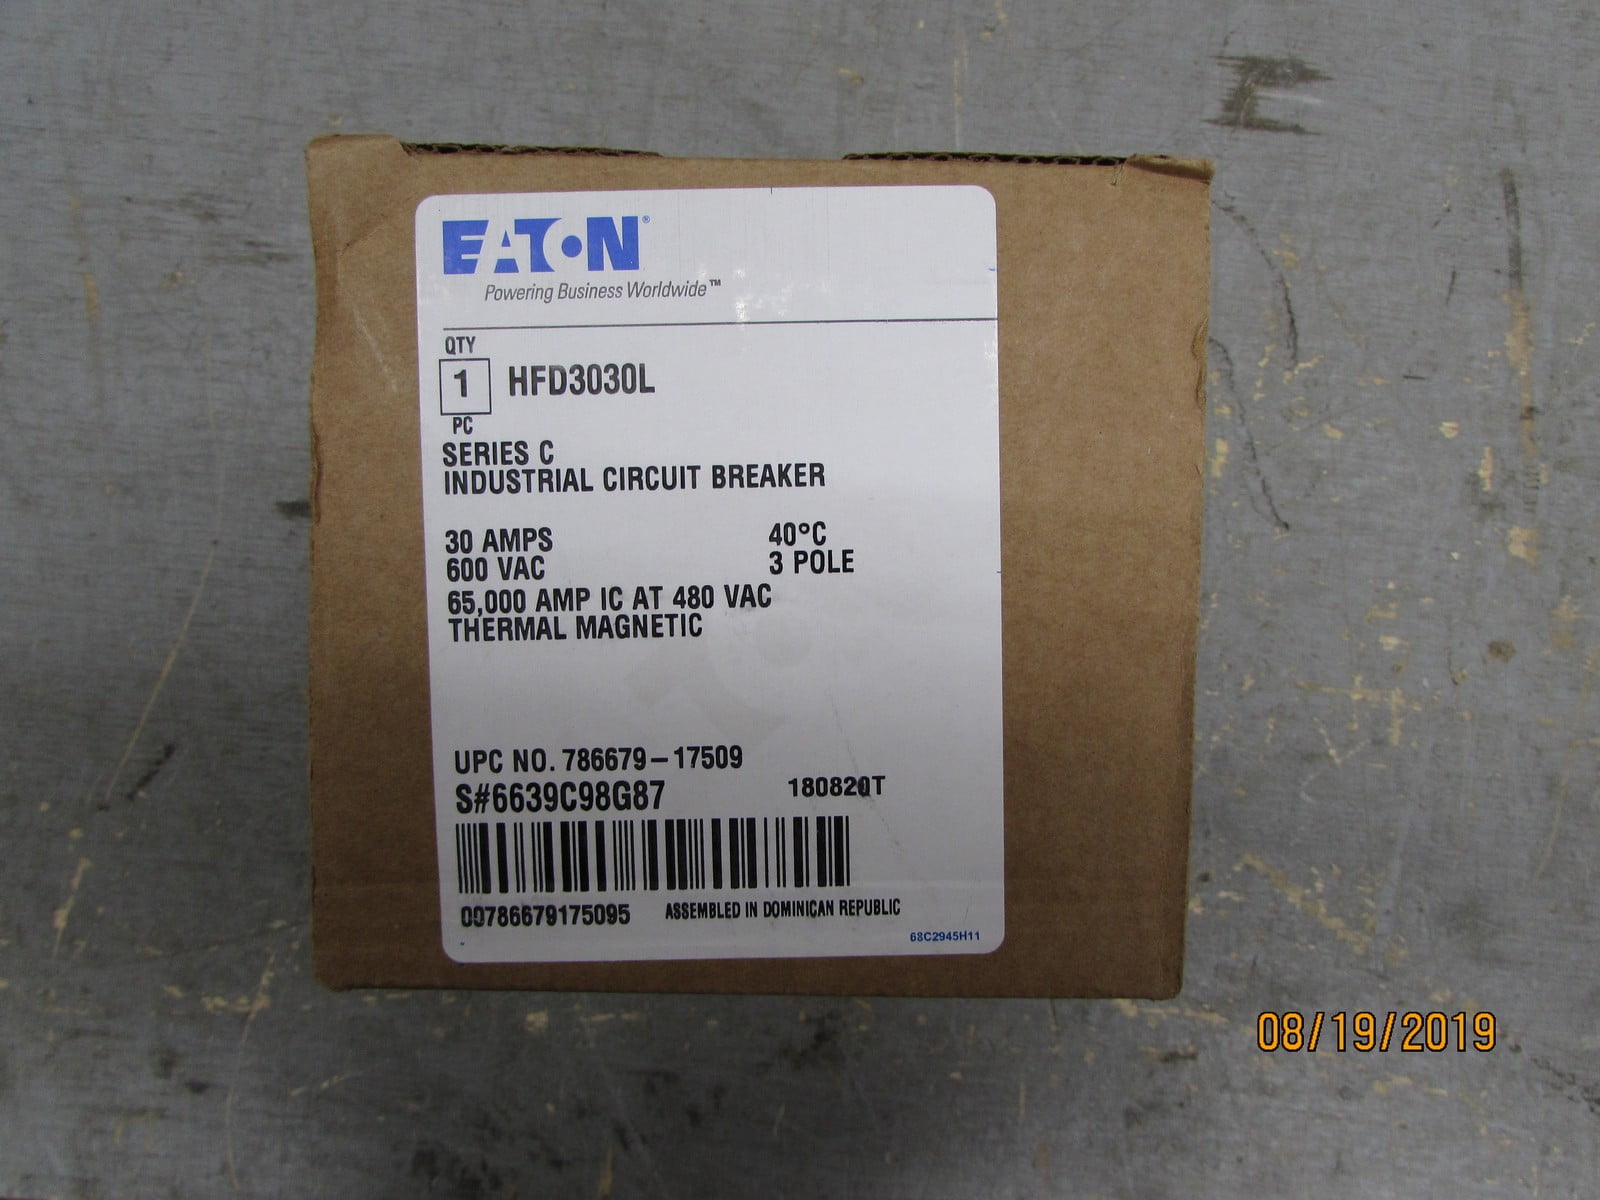 EATON®
Powering Business Worldwide™
QTY
1 HFD3030L
PC
SERIES C
INDUSTRIAL CIRCUIT BREAKER
30 AMPS 40°C
600 VAC 3 POLE
65,000 AMP IC AT 480 VAC
THERMAL MAGNETIC
UPC NO. 786679-17509
S#6639C98G87 180820T
00786679175095 ASSEMBLED IN DOMINICAN REPUBLIC
68C2945H11
08/19/2019